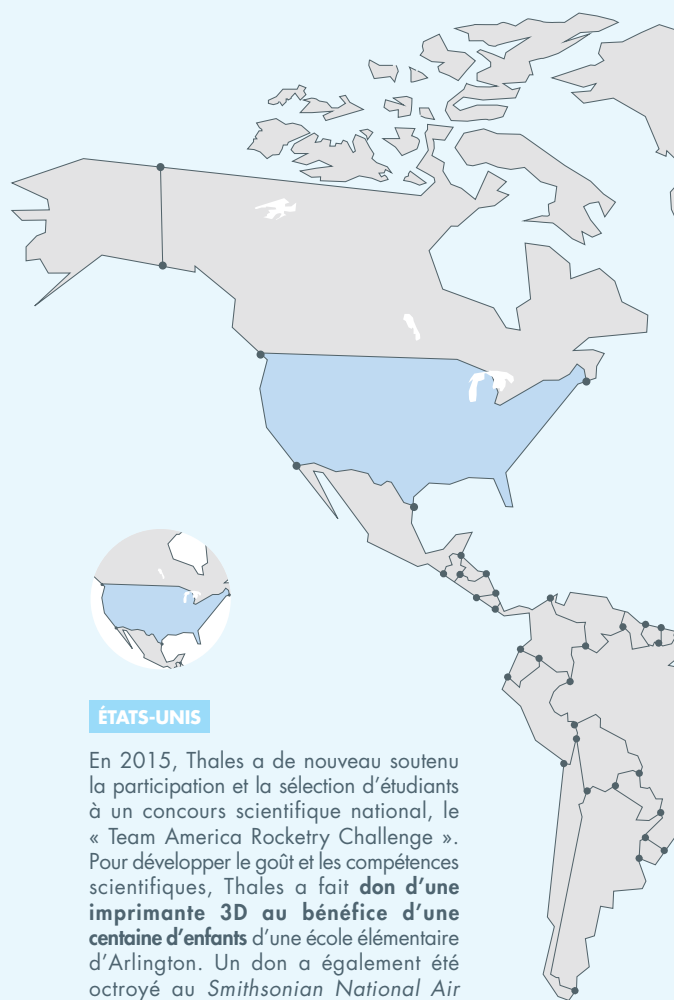 ÉTATS-UNIS
En 2015, Thales a de nouveau soutenu
la participation et la sélection d’étudiants
à un concours scientifique national, le
« Team America Rocketry Challenge ».
Pour développer le goût et les compétences
scientifiques, Thales a fait don d’une
imprimante 3D au bénéfice d’une
centaine d’enfants d’une école élémentaire
d’Arlington. Un don a également été
octroyé au Smithsonian National Air